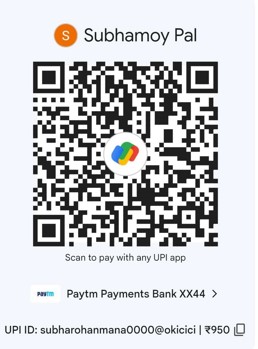 S Subhamoy Pal
Scan to pay with any UPI app
paytm Paytm Payments Bank XX44
UPI ID: subharohanmana0000@okicici | ₹950